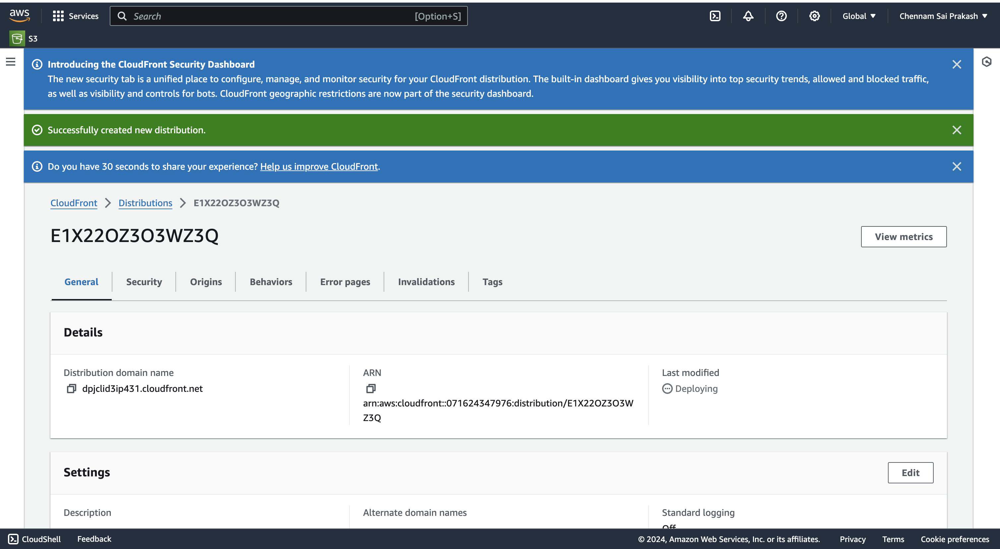 aws
Services
Search
[Option+S]
Global
Chennam Sai Prakash
S3
Introducing the CloudFront Security Dashboard
The new security tab is a unified place to configure, manage, and monitor security for your CloudFront distribution. The built-in dashboard gives you visibility into top security trends, allowed and blocked traffic,
as well as visibility and controls for bots. CloudFront geographic restrictions are now part of the security dashboard.
Successfully created new distribution.
Do you have 30 seconds to share your experience? Help us improve CloudFront.
CloudFront
Distributions
E1X22OZ3O3WZ3Q
E1X22OZ3O3WZ3Q
View metrics
General
Security
Origins
Behaviors
Error pages
Invalidations
Tags
Details
Distribution domain name
dpjclid3ip431.cloudfront.net
ARN
arn:aws:cloudfront::071624347976:distribution/E1X22OZ3O3W
Z3Q
Last modified
Deploying
Settings
Edit
Description
Alternate domain names
Standard logging
Off
CloudShell
Feedback
© 2024, Amazon Web Services, Inc. or its affiliates.
Privacy
Terms
Cookie preferences